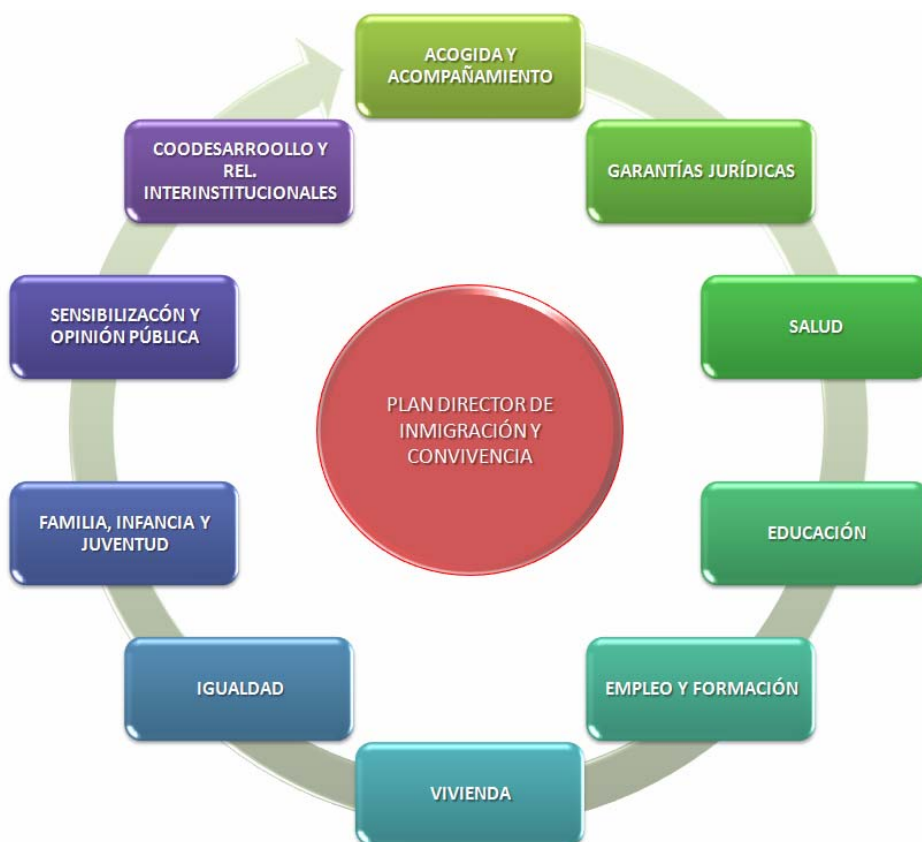 ACOGIDA Y
ACOMPAÑAMIENTO
GARANTÍAS JURÍDICAS
SALUD
EDUCACIÓN
EMPLEO Y FORMACIÓN
VIVIENDA
IGUALDAD
FAMILIA, INFANCIA Y
JUVENTUD
SENSIBILIZACÓN Y
OPINIÓN PÚBLICA
COODESARROOLLO Y
REL.
INTERINSTITUCIONALES
PLAN DIRECTOR DE
INMIGRACIÓN Y
CONVIVENCIA